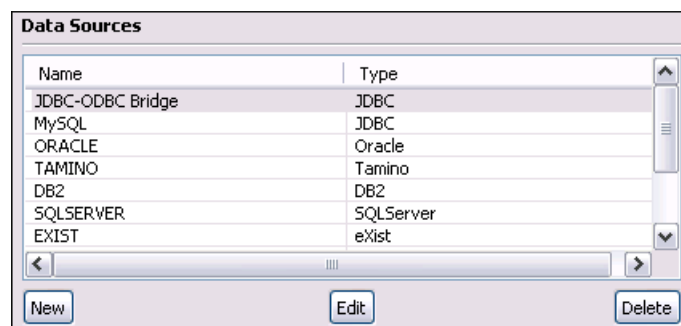 Data Sources
Name Type
JDBC-ODBC Bridge JDBC
MySQL JDBC
ORACLE Oracle
TAMINO Tamino
DB2 DB2
SQLSERVER SQLServer
EXIST eXist
New Edit Delete